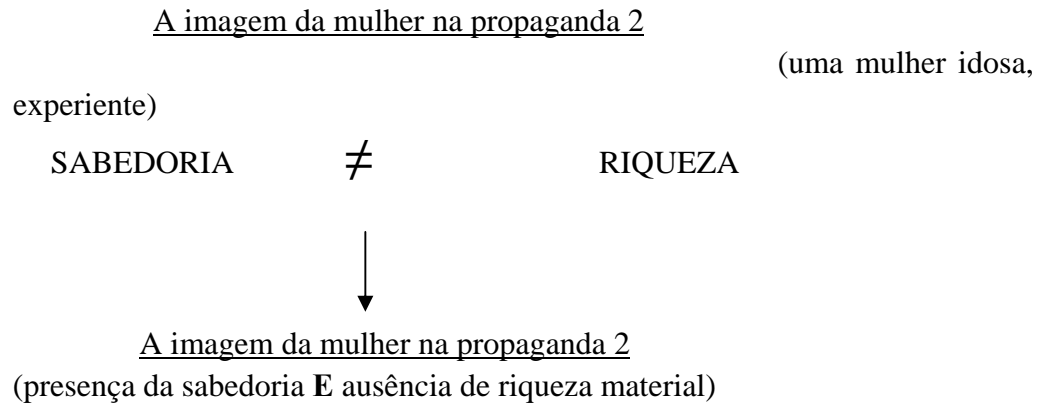 A imagem da mulher na propaganda 2
(uma mulher idosa,
experiente)
SABEDORIA ≠ RIQUEZA
A imagem da mulher na propaganda 2
(presença da sabedoria E ausência de riqueza material)